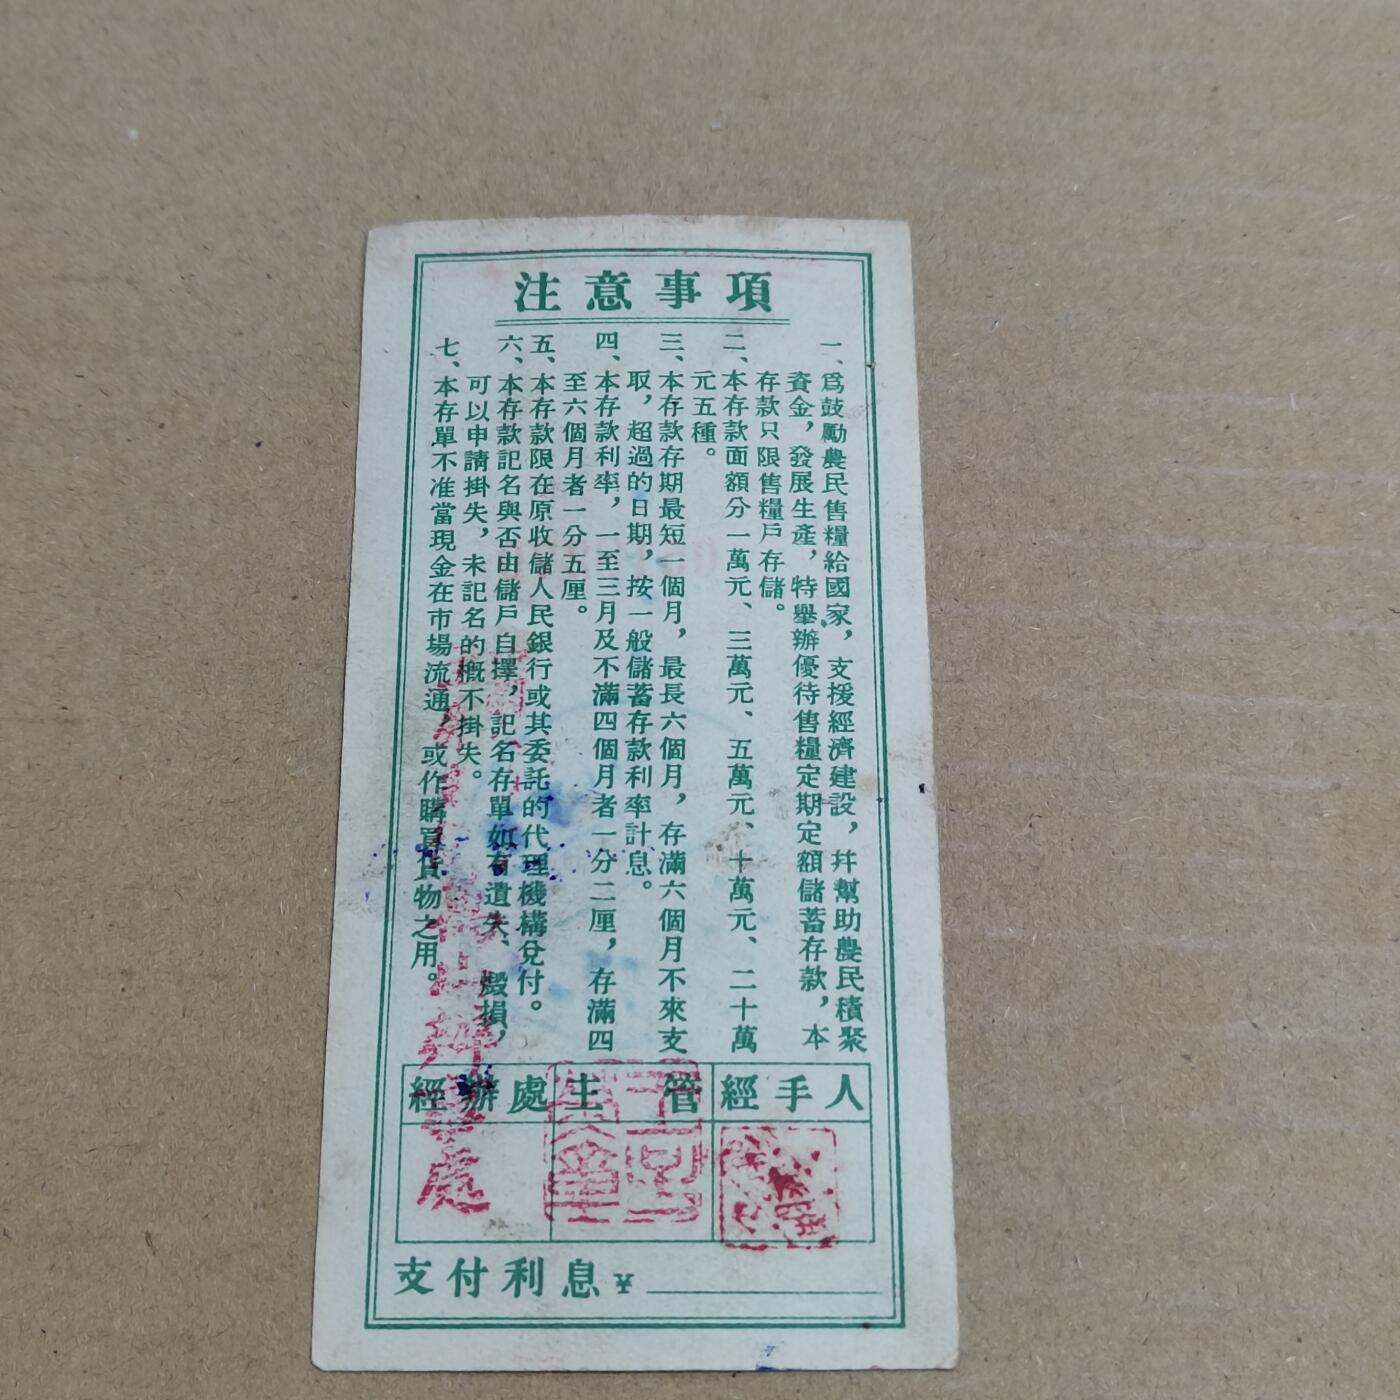 注意事項
一、爲鼓勵農民售糧給國家，支援經濟建設，幷幫助農民積聚
資金，發展生產，特舉辦優待售糧定期定額儲蓄存款，本
存款只限售糧戶存儲。
二、本存款面額分一萬元、三萬元、五萬元、十萬元、二十萬
元五種。
三、本存款存期最短一個月，最長六個月，存滿六個月不來支
取，超過的日期，按一般儲蓄存款利率計息。
四、本存款利率，一至三月及不滿四個月者一分二厘，存滿四
至六個月者一分五厘。
五、本存款限在原收儲人民銀行或其委託的代理機構兌付。
六、本存款記名與否由儲戶自擇，記名存單如有遺失、毀損，
可以申請掛失，未記名的概不掛失。
七、本存單不准當現金在市場流通，或作購買貨物之用。
經辦處
主管
經手人
處
支付利息¥